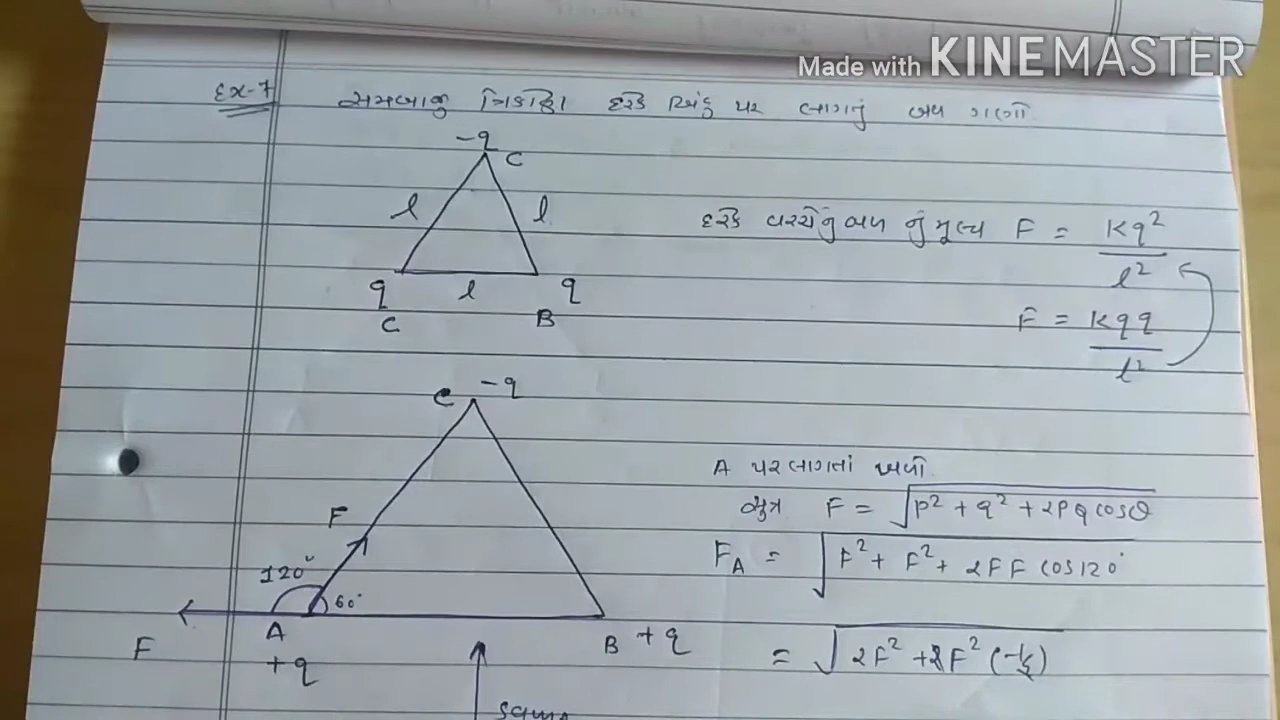 Made with KINEMASTER
Ex-7 સમબાજુ ત્રિકોણના દરેક બિંદુ પર લાગતું બળ ગણો
-q
C
l l
q l q
C B
દરેક વચ્ચેનું બળ નું મુલ્ય F = Kq²/l²
F = Kqq/l²
C -q
F
120° 60°
F A B +q
+q
A પર લાગતાં બળો
સુત્ર F = √P² + q² + 2PQ cosθ
F_A = √F² + F² + 2FF cos120°
= √2F² + 2F² (-½)